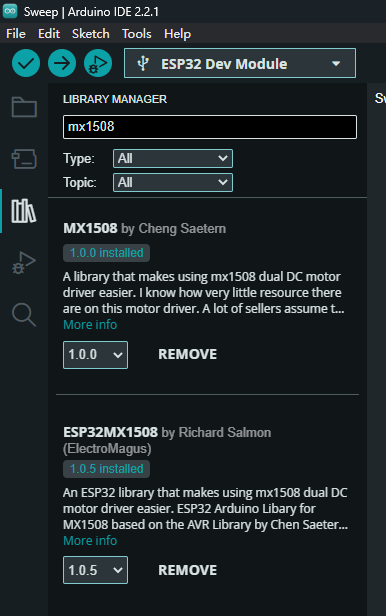 Sweep | Arduino IDE 2.2.1
File Edit Sketch Tools Help
ESP32 Dev Module
LIBRARY MANAGER
mx1508
Type: All
Topic: All
MX1508 by Cheng Saetern
1.0.0 installed
A library that makes using mx1508 dual DC motor
driver easier. I know how very little resource there
are on this motor driver. A lot of sellers assume t...
More info
1.0.0 REMOVE
ESP32MX1508 by Richard Salmon
(ElectroMagus)
1.0.5 installed
An ESP32 library that makes using mx1508 dual DC
motor driver easier. ESP32 Arduino Libary for
MX1508 based on the AVR Library by Chen Saeter...
More info
1.0.5 REMOVE